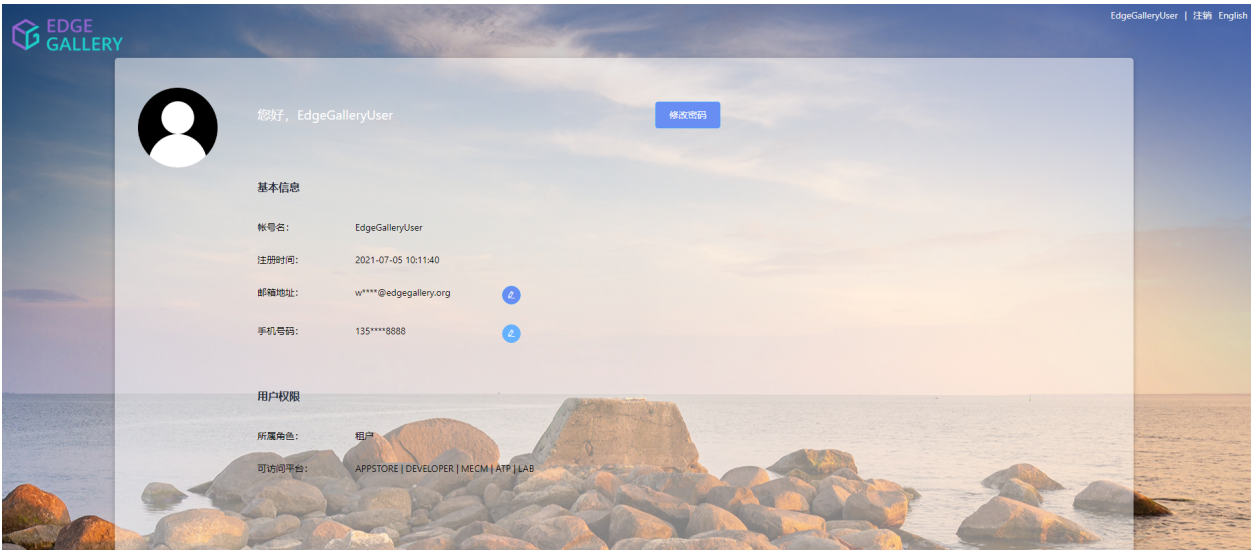 EDGE
GALLERY
EdgeGalleryUser | 注销 English
您好，EdgeGalleryUser
修改密码
基本信息
帐号名： EdgeGalleryUser
注册时间： 2021-07-05 10:11:40
邮箱地址： w****@edgegallery.org
手机号码： 135****8888
用户权限
所属角色： 租户
可访问平台： APPSTORE | DEVELOPER | MECM | ATP | LAB